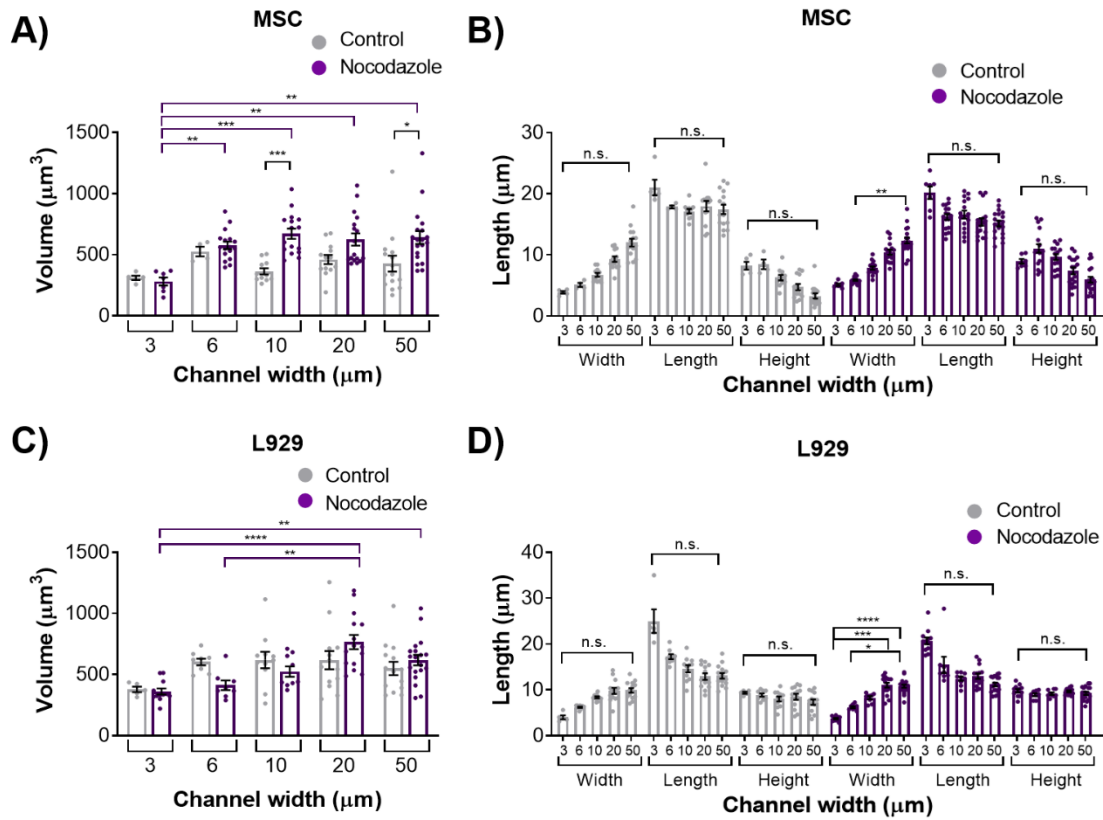 A)
MSC
Control
Nocodazole
**
**
***
**
***
*
1500
1000
500
0
Volume (μm³)
3 6 10 20 50
Channel width (μm)
B)
MSC
Control
Nocodazole
n.s.
n.s.
n.s.
**
n.s.
n.s.
30
20
10
0
Length (μm)
3 6 10 20 50 3 6 10 20 50 3 6 10 20 50 3 6 10 20 50 3 6 10 20 50 3 6 10 20 50
Width Length Height Width Length Height
Channel width (μm)
C)
L929
Control
Nocodazole
**
****
**
1500
1000
500
0
Volume (μm³)
3 6 10 20 50
Channel width (μm)
D)
L929
Control
Nocodazole
n.s.
n.s.
n.s.
****
***
*
n.s.
n.s.
40
30
20
10
0
Length (μm)
3 6 10 20 50 3 6 10 20 50 3 6 10 20 50 3 6 10 20 50 3 6 10 20 50 3 6 10 20 50
Width Length Height Width Length Height
Channel width (μm)